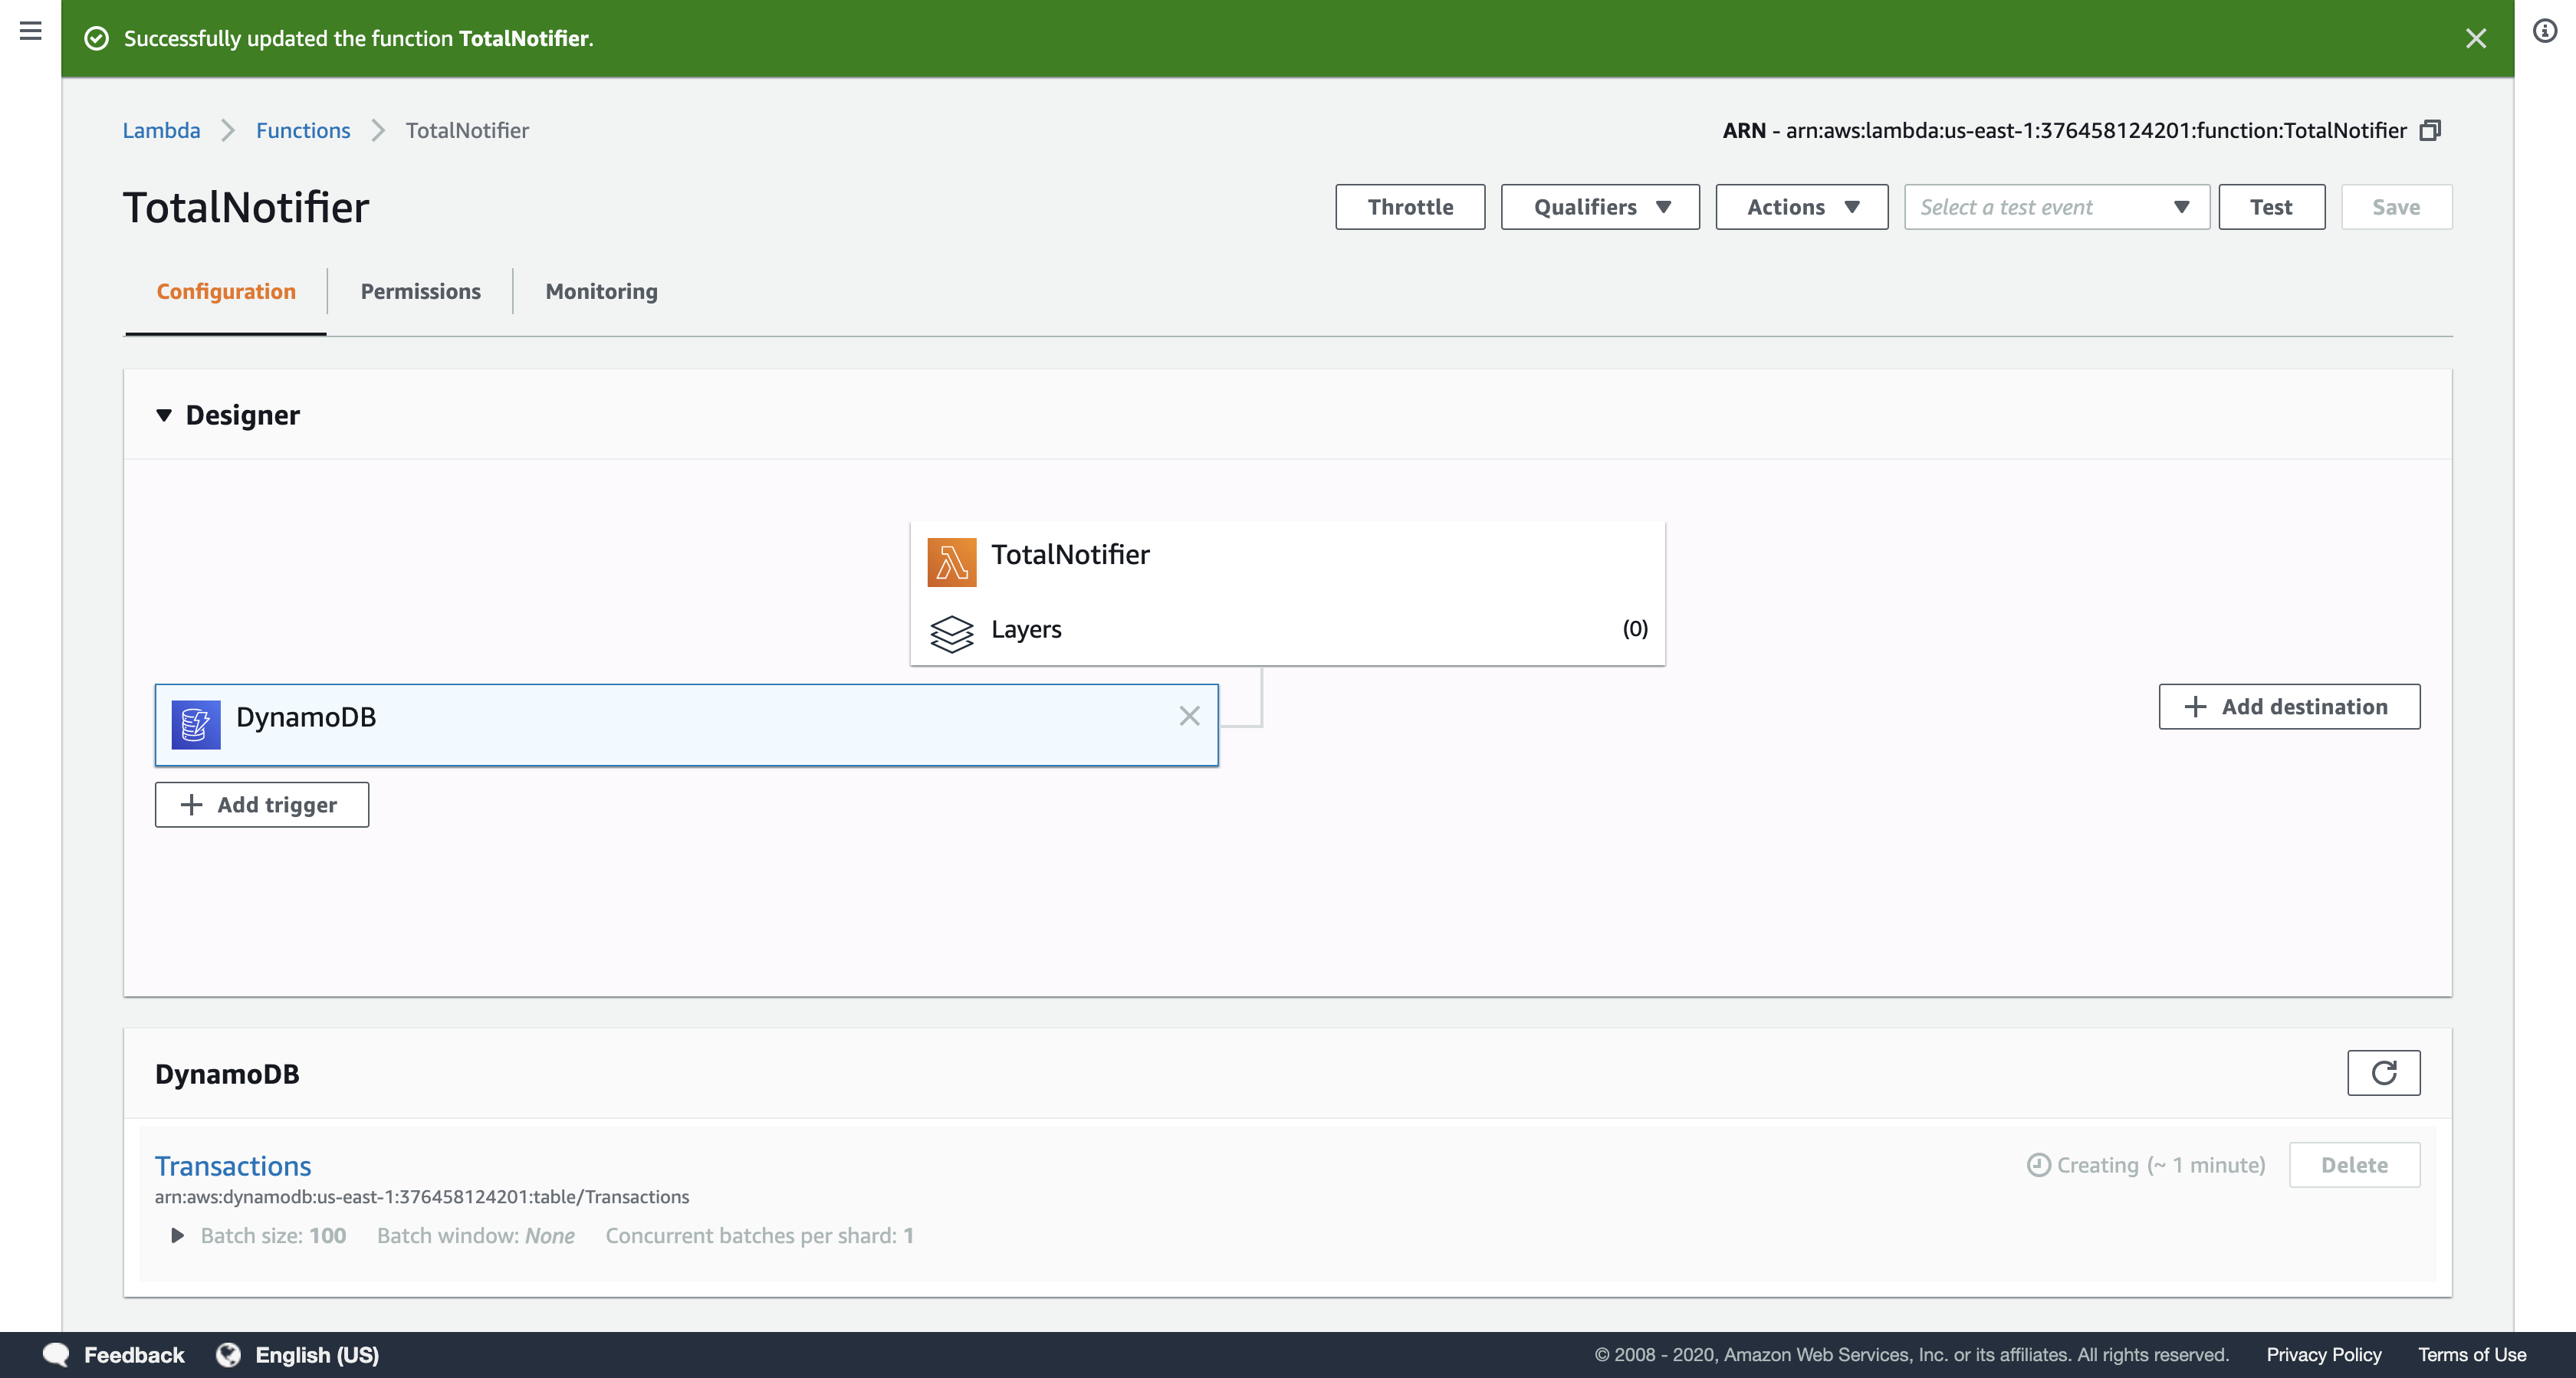 Successfully updated the function TotalNotifier.
Lambda Functions TotalNotifier
ARN - arn:aws:lambda:us-east-1:376458124201:function:TotalNotifier
TotalNotifier
Throttle Qualifiers Actions Select a test event Test Save
Configuration Permissions Monitoring
Designer
TotalNotifier
Layers (0)
DynamoDB
Add destination
Add trigger
DynamoDB
Transactions
Creating (~ 1 minute) Delete
arn:aws:dynamodb:us-east-1:376458124201:table/Transactions
Batch size: 100 Batch window: None Concurrent batches per shard: 1
Feedback English (US) © 2008 - 2020, Amazon Web Services, Inc. or its affiliates. All rights reserved. Privacy Policy Terms of Use